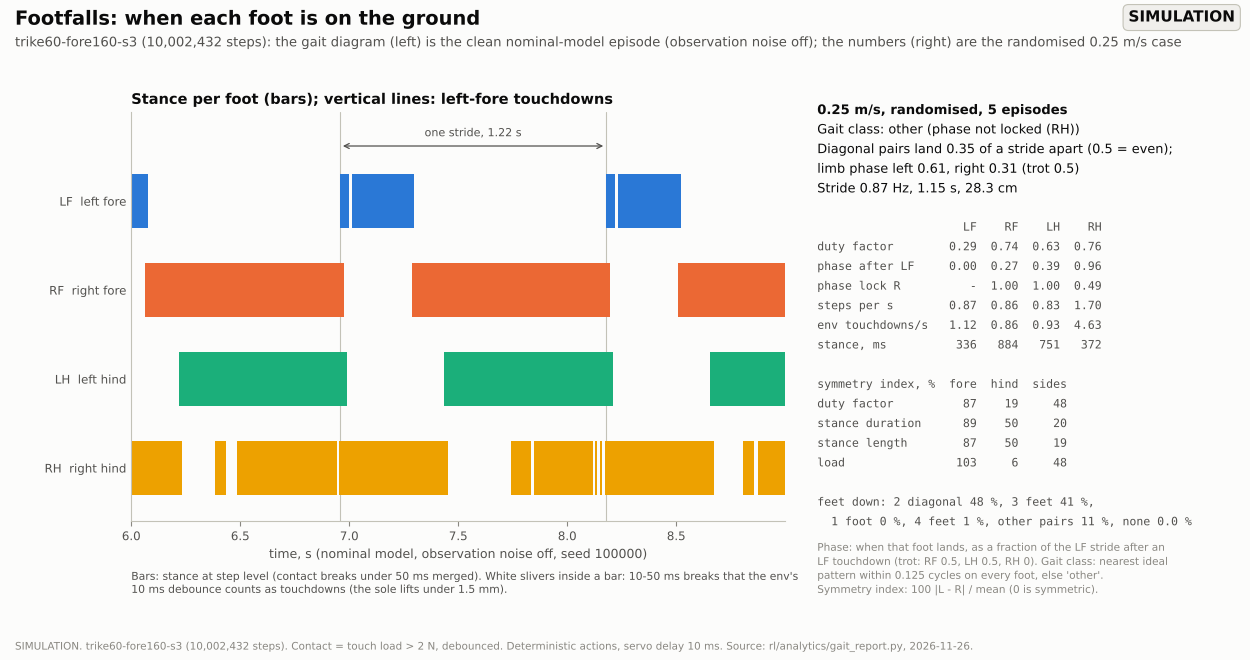 Footfalls: when each foot is on the ground
SIMULATION
trike60-fore160-s3 (10,002,432 steps): the gait diagram (left) is the clean nominal-model episode (observation noise off); the numbers (right) are the randomised 0.25 m/s case
Stance per foot (bars); vertical lines: left-fore touchdowns
one stride, 1.22 s
LF left fore
RF right fore
LH left hind
RH right hind
6.0 6.5 7.0 7.5 8.0 8.5
time, s (nominal model, observation noise off, seed 100000)
Bars: stance at step level (contact breaks under 50 ms merged). White slivers inside a bar: 10-50 ms breaks that the env's
10 ms debounce counts as touchdowns (the sole lifts under 1.5 mm).
0.25 m/s, randomised, 5 episodes
Gait class: other (phase not locked (RH))
Diagonal pairs land 0.35 of a stride apart (0.5 = even);
limb phase left 0.61, right 0.31 (trot 0.5)
Stride 0.87 Hz, 1.15 s, 28.3 cm
LF RF LH RH
duty factor 0.29 0.74 0.63 0.76
phase after LF 0.00 0.27 0.39 0.96
phase lock R - 1.00 1.00 0.49
steps per s 0.87 0.86 0.83 1.70
env touchdowns/s 1.12 0.86 0.93 4.63
stance, ms 336 884 751 372
symmetry index, % fore hind sides
duty factor 87 19 48
stance duration 89 50 20
stance length 87 50 19
load 103 6 48
feet down: 2 diagonal 48 %, 3 feet 41 %,
1 foot 0 %, 4 feet 1 %, other pairs 11 %, none 0.0 %
Phase: when that foot lands, as a fraction of the LF stride after an
LF touchdown (trot: RF 0.5, LH 0.5, RH 0). Gait class: nearest ideal
pattern within 0.125 cycles on every foot, else 'other'.
Symmetry index: 100 |L - R| / mean (0 is symmetric).
SIMULATION. trike60-fore160-s3 (10,002,432 steps). Contact = touch load > 2 N, debounced. Deterministic actions, servo delay 10 ms. Source: rl/analytics/gait_report.py, 2026-11-26.